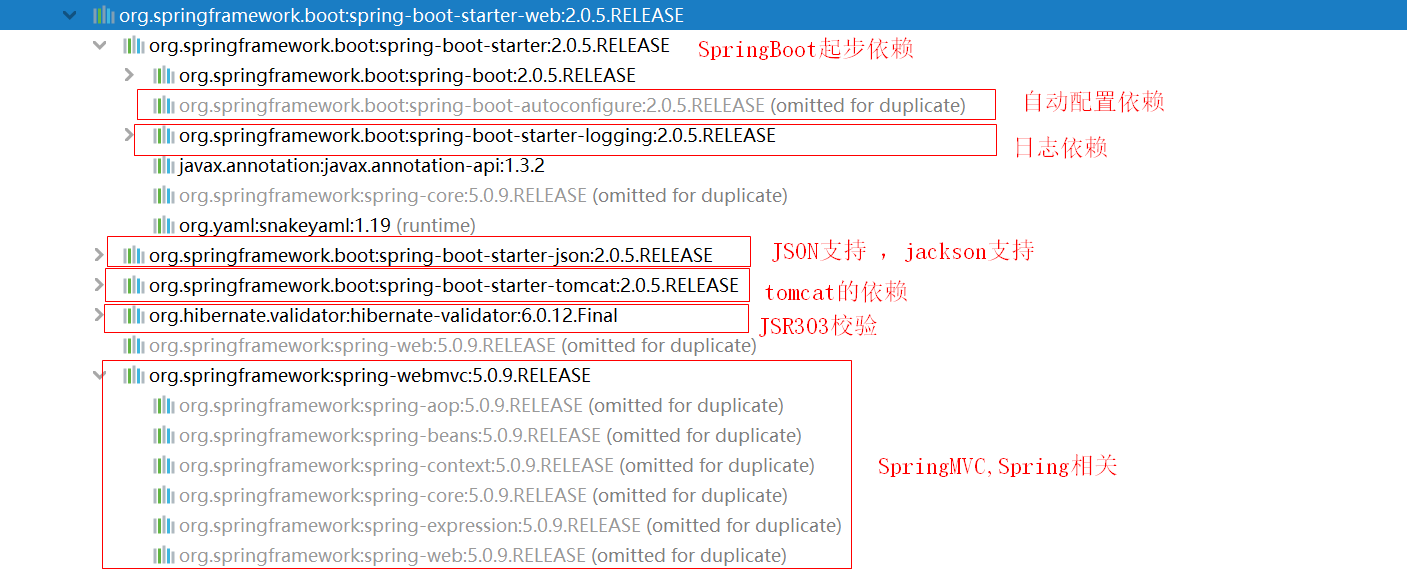 org.springframework.boot:spring-boot-starter-web:2.0.5.RELEASE
org.springframework.boot:spring-boot-starter:2.0.5.RELEASE SpringBoot起步依赖
org.springframework.boot:spring-boot:2.0.5.RELEASE
org.springframework.boot:spring-boot-autoconfigure:2.0.5.RELEASE (omitted for duplicate) 自动配置依赖
org.springframework.boot:spring-boot-starter-logging:2.0.5.RELEASE 日志依赖
javax.annotation:javax.annotation-api:1.3.2
org.springframework:spring-core:5.0.9.RELEASE (omitted for duplicate)
org.yaml:snakeyaml:1.19 (runtime)
org.springframework.boot:spring-boot-starter-json:2.0.5.RELEASE JSON支持 ，jackson支持
org.springframework.boot:spring-boot-starter-tomcat:2.0.5.RELEASE tomcat的依赖
org.hibernate.validator:hibernate-validator:6.0.12.Final JSR303校验
org.springframework:spring-web:5.0.9.RELEASE (omitted for duplicate)
org.springframework:spring-webmvc:5.0.9.RELEASE
org.springframework:spring-aop:5.0.9.RELEASE (omitted for duplicate)
org.springframework:spring-beans:5.0.9.RELEASE (omitted for duplicate)
org.springframework:spring-context:5.0.9.RELEASE (omitted for duplicate) SpringMVC,Spring相关
org.springframework:spring-core:5.0.9.RELEASE (omitted for duplicate)
org.springframework:spring-expression:5.0.9.RELEASE (omitted for duplicate)
org.springframework:spring-web:5.0.9.RELEASE (omitted for duplicate)